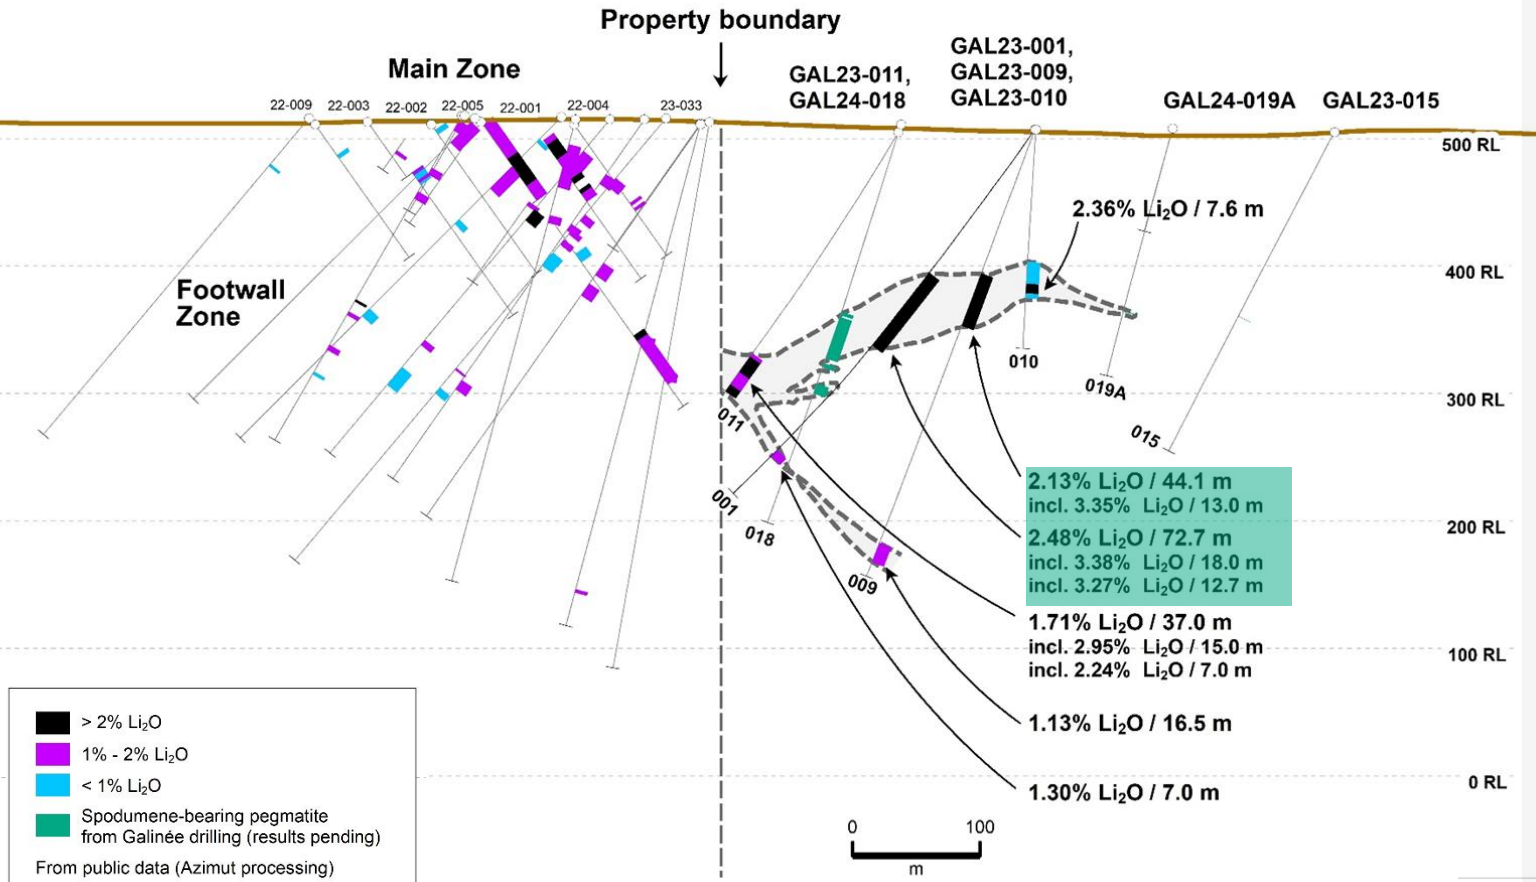 Property boundary
Main Zone
GAL23-011,
GAL24-018
GAL23-001,
GAL23-009,
GAL23-010
GAL24-019A
GAL23-015
22-009
22-003
22-002
22-005
22-001
22-004
23-033
500 RL
2.36% Li₂O / 7.6 m
400 RL
Footwall
Zone
010
019A
300 RL
011
015
2.13% Li₂O / 44.1 m
incl. 3.35% Li₂O / 13.0 m
001
018
200 RL
2.48% Li₂O / 72.7 m
incl. 3.38% Li₂O / 18.0 m
incl. 3.27% Li₂O / 12.7 m
009
1.71% Li₂O / 37.0 m
incl. 2.95% Li₂O / 15.0 m
incl. 2.24% Li₂O / 7.0 m
100 RL
1.13% Li₂O / 16.5 m
0 RL
1.30% Li₂O / 7.0 m
> 2% Li₂O
1% - 2% Li₂O
< 1% Li₂O
Spodumene-bearing pegmatite
from Galinée drilling (results pending)
From public data (Azimut processing)
0 100
m